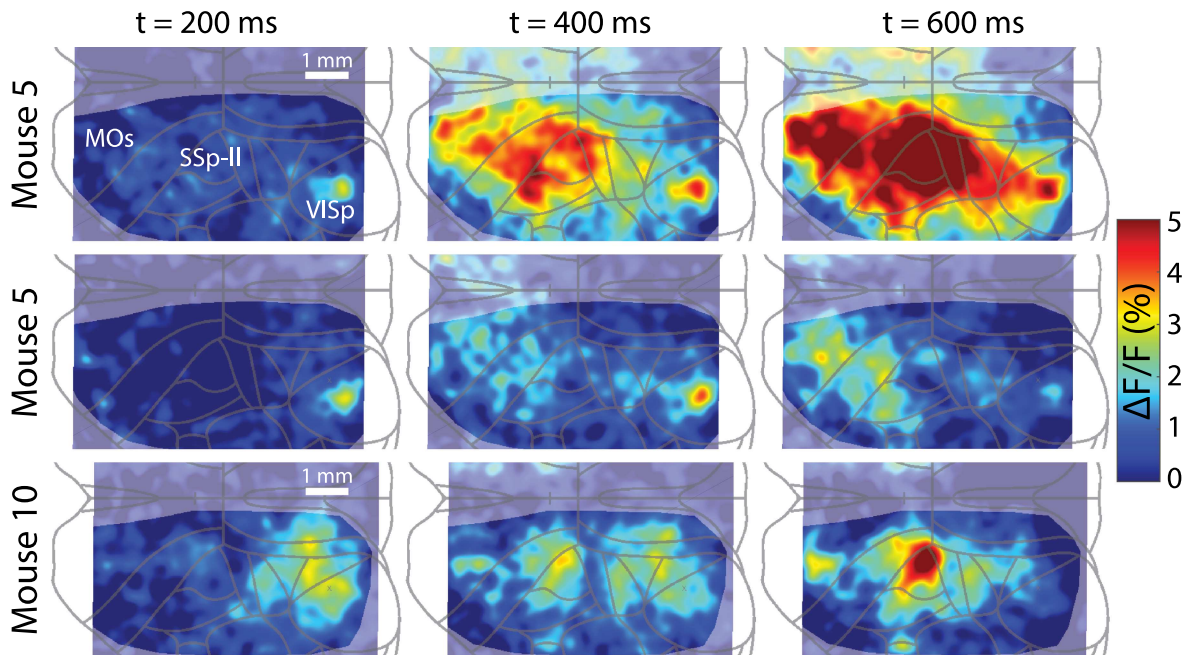 t = 200 ms
t = 400 ms
t = 600 ms
Mouse 5
1 mm
MOs
SSp-ll
VISp
Mouse 5
Mouse 10
1 mm
5
4
3
2
1
0
ΔF/F (%)